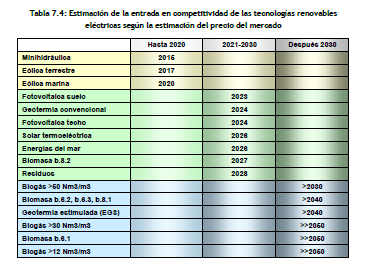 Tabla 7.4: Estimación de la entrada en competitividad de las tecnologías renovables
eléctricas según la estimación del precio del mercado
Hasta 2020 2021-2030 Después 2030
Minihidráulica 2015
Eólica terrestre 2017
Eólica marina 2020
Fotovoltaica suelo 2023
Geotermia convencional 2024
Fotovoltaica techo 2024
Solar termoeléctrica 2026
Energías del mar 2026
Biomasa b.8.2 2027
Residuos 2028
Biogás >50 Nm3/m3 >2030
Biomasa b.6.2, b.6.3, b.8.1 >2040
Geotermia estimulada (EGS) >2040
Biogás >30 Nm3/m3 >>2050
Biomasa b.6.1 >>2050
Biogás >12 Nm3/m3 >>2050